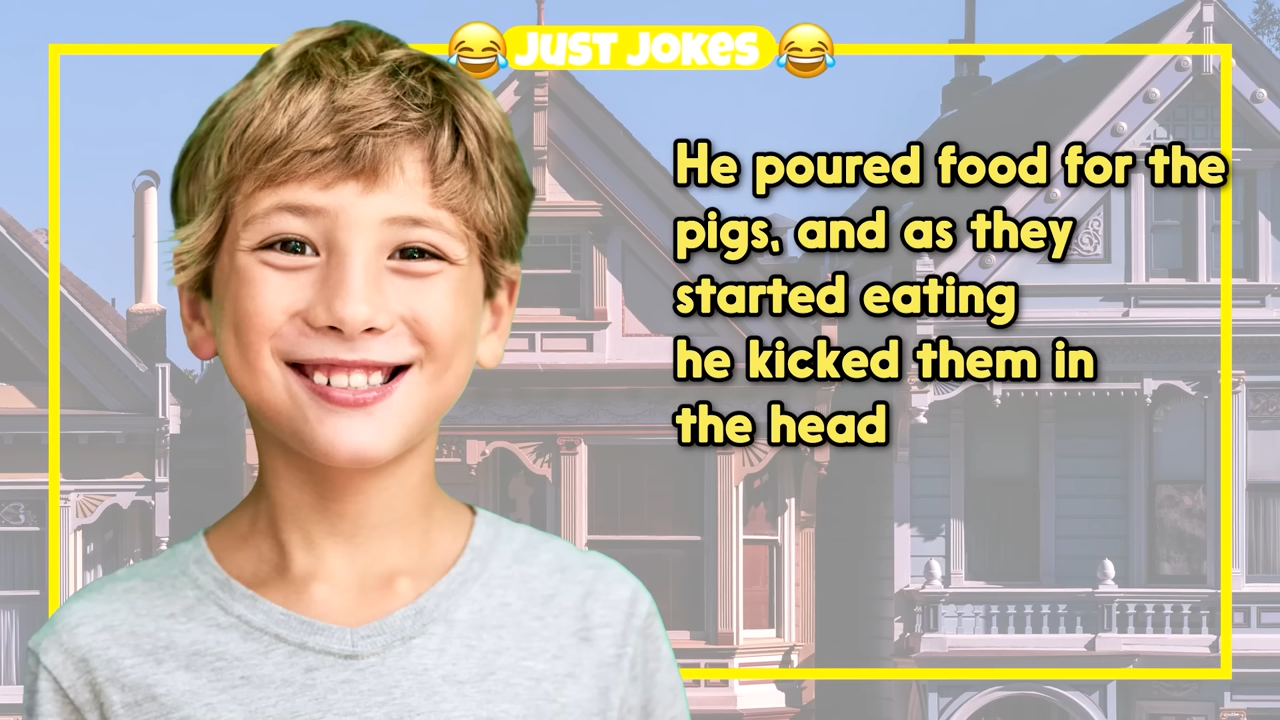 JUST JOKES
He poured food for the
pigs, and as they
started eating
he kicked them in
the head